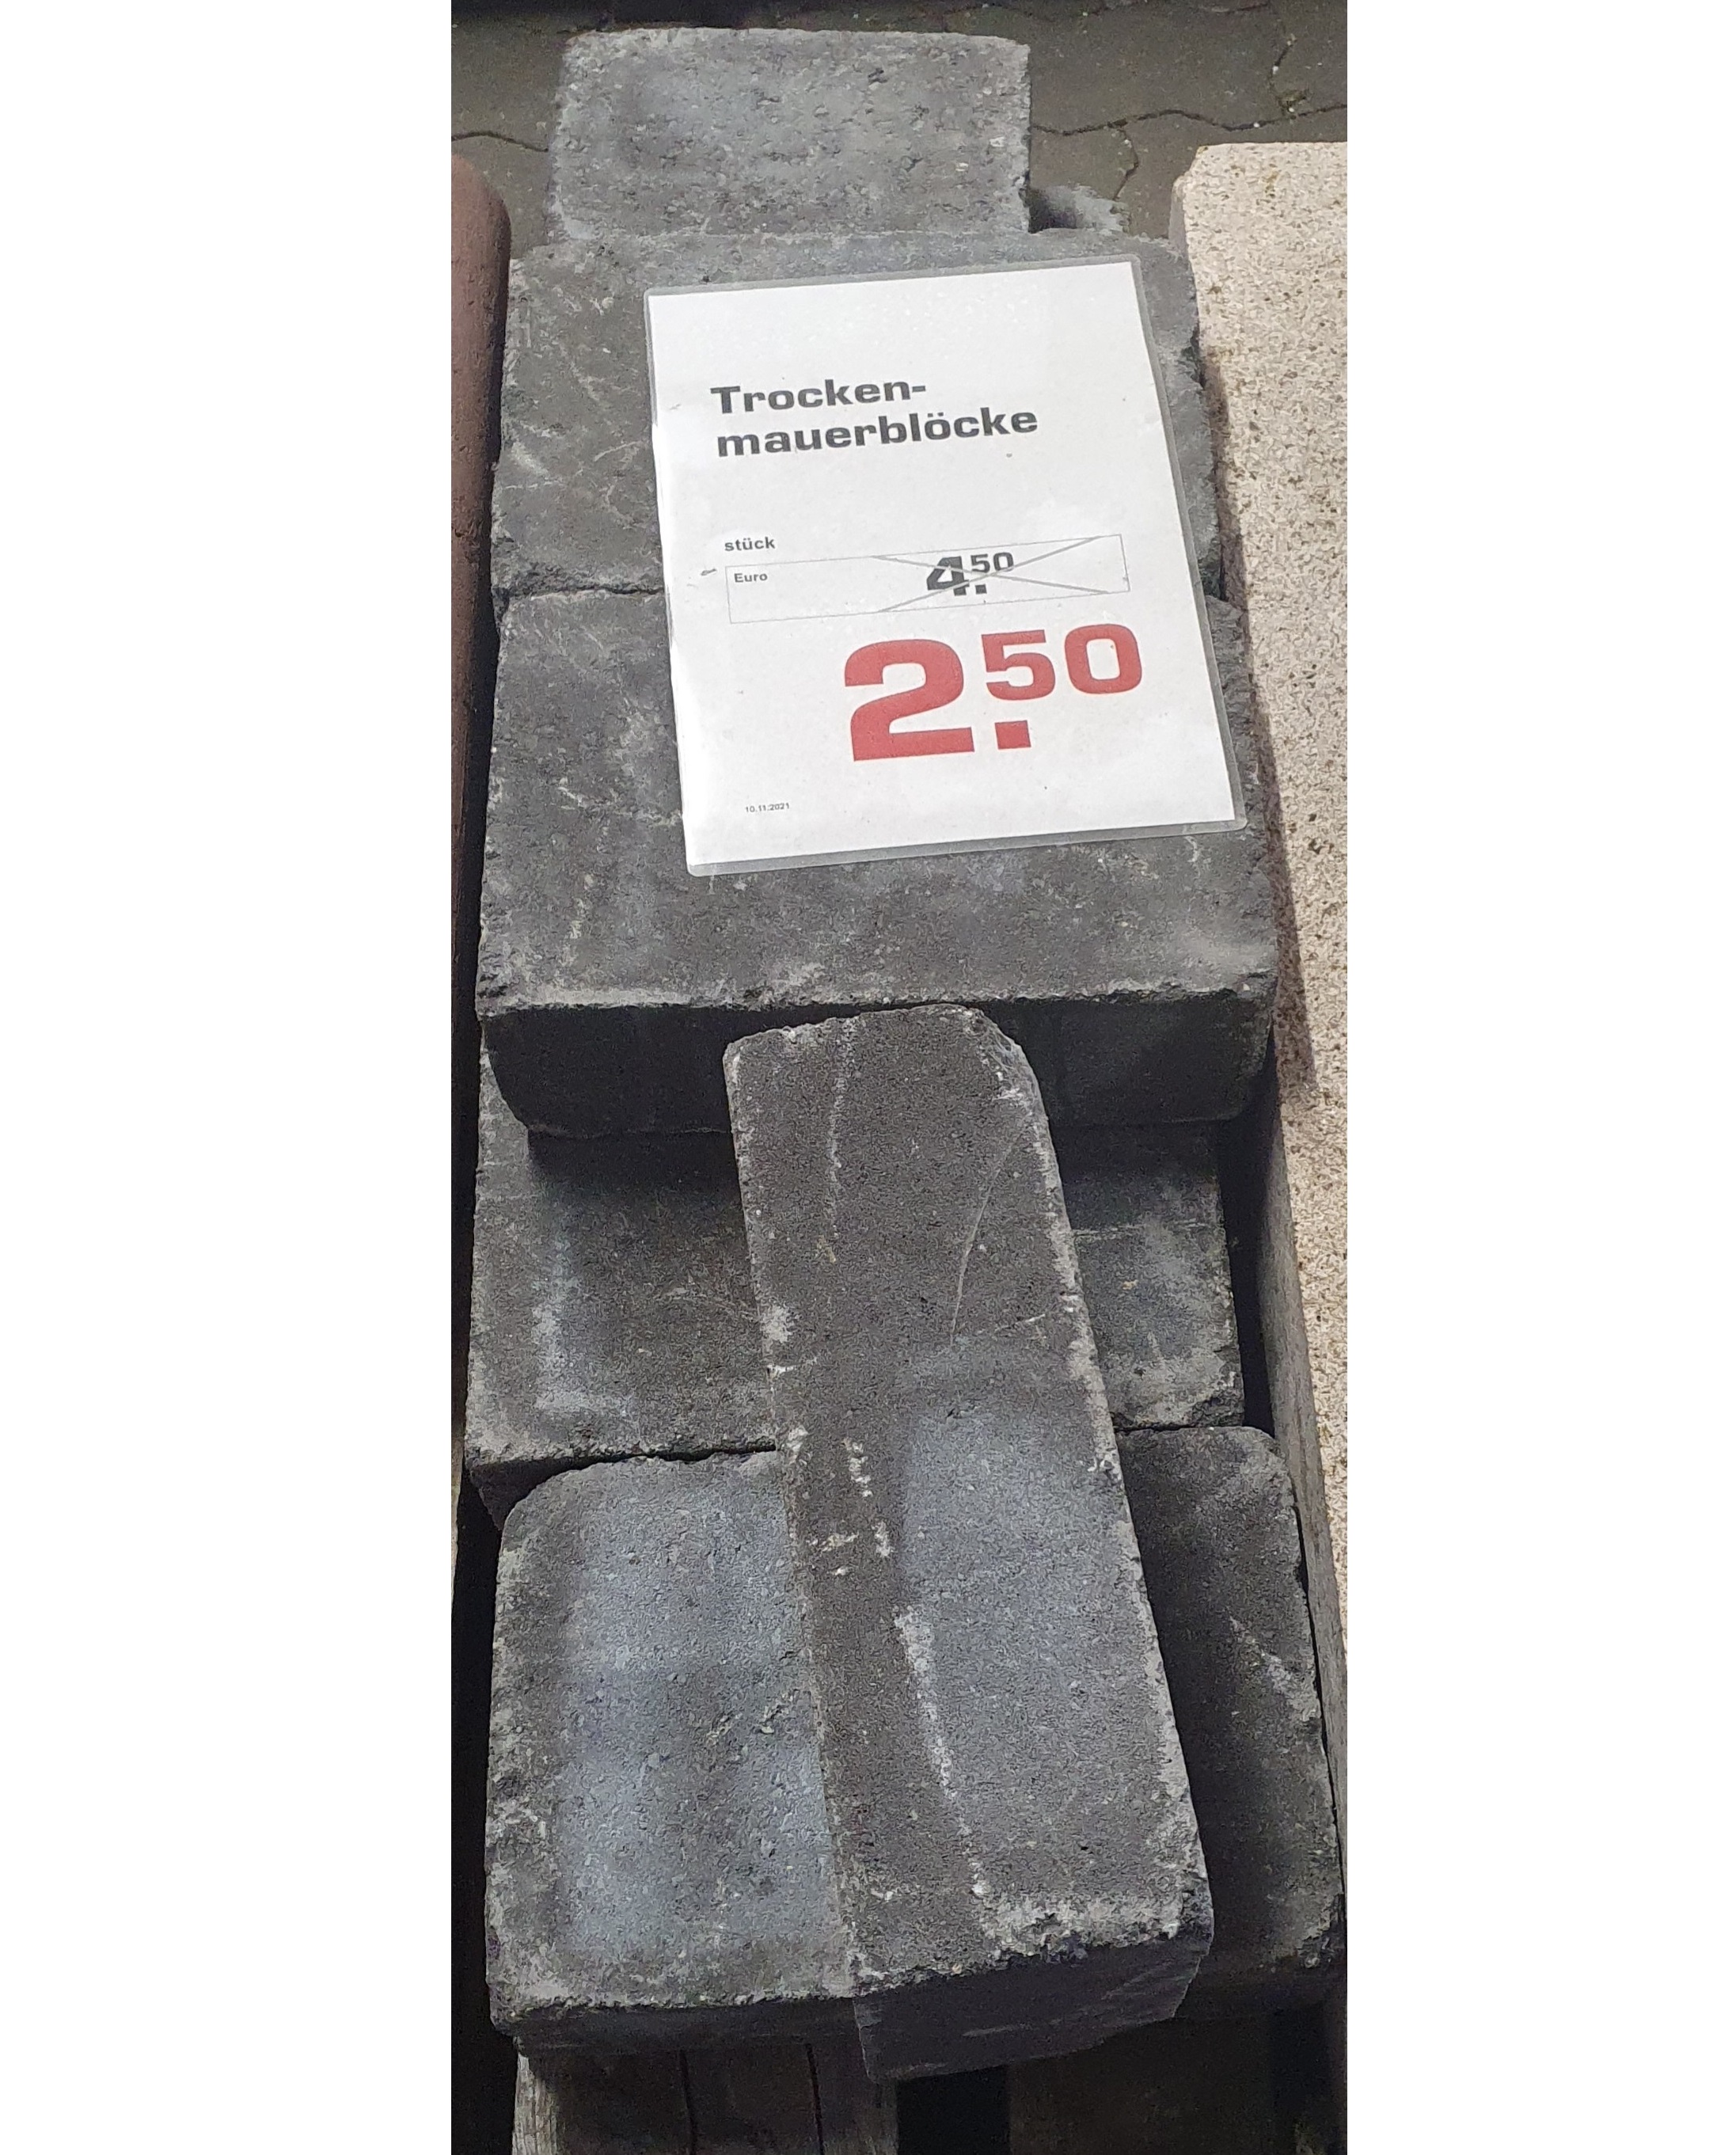 Trocken-
mauerblöcke
stück
Euro 4.50
2.50
10.11.2021